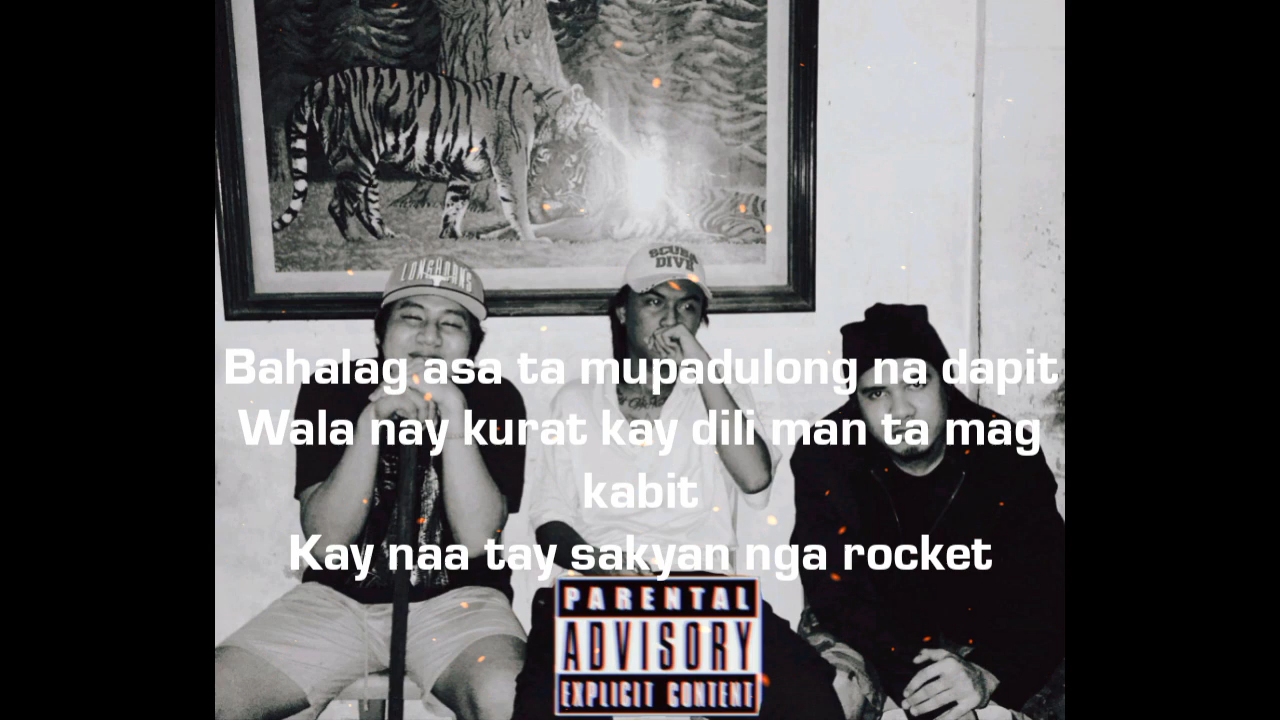 LONGHORNS
SCUBA
DIVE
Bahalag asa ta mupadulong na dapit
Wala nay kurat kay dili man ta mag
kabit
Kay naa tay sakyan nga rocket
PARENTAL
ADVISORY
EXPLICIT CONTENT